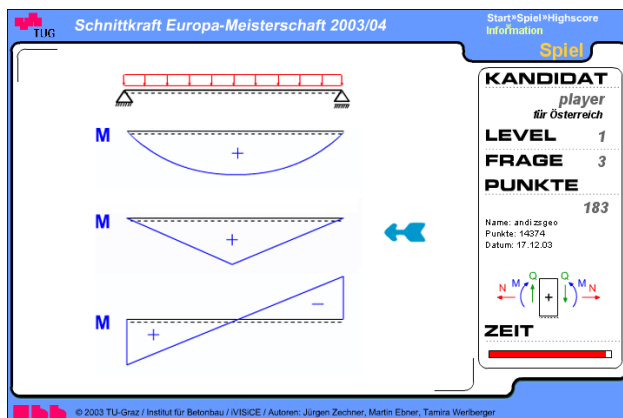 TUG
Schnittkraft Europa-Meisterschaft 2003/04
Start»Spiel»Highscore
Information
Spiel
KANDIDAT
player
für Österreich
LEVEL 1
FRAGE 3
PUNKTE
183
Name: andizsgeo
Punkte: 14374
Datum: 17.12.03
M
+
M
+
M
+
−
N M Q Q M N
+
ZEIT
© 2003 TU-Graz / Institut für Betonbau / iVISiCE / Autoren: Jürgen Zechner, Martin Ebner, Tamira Werlberger